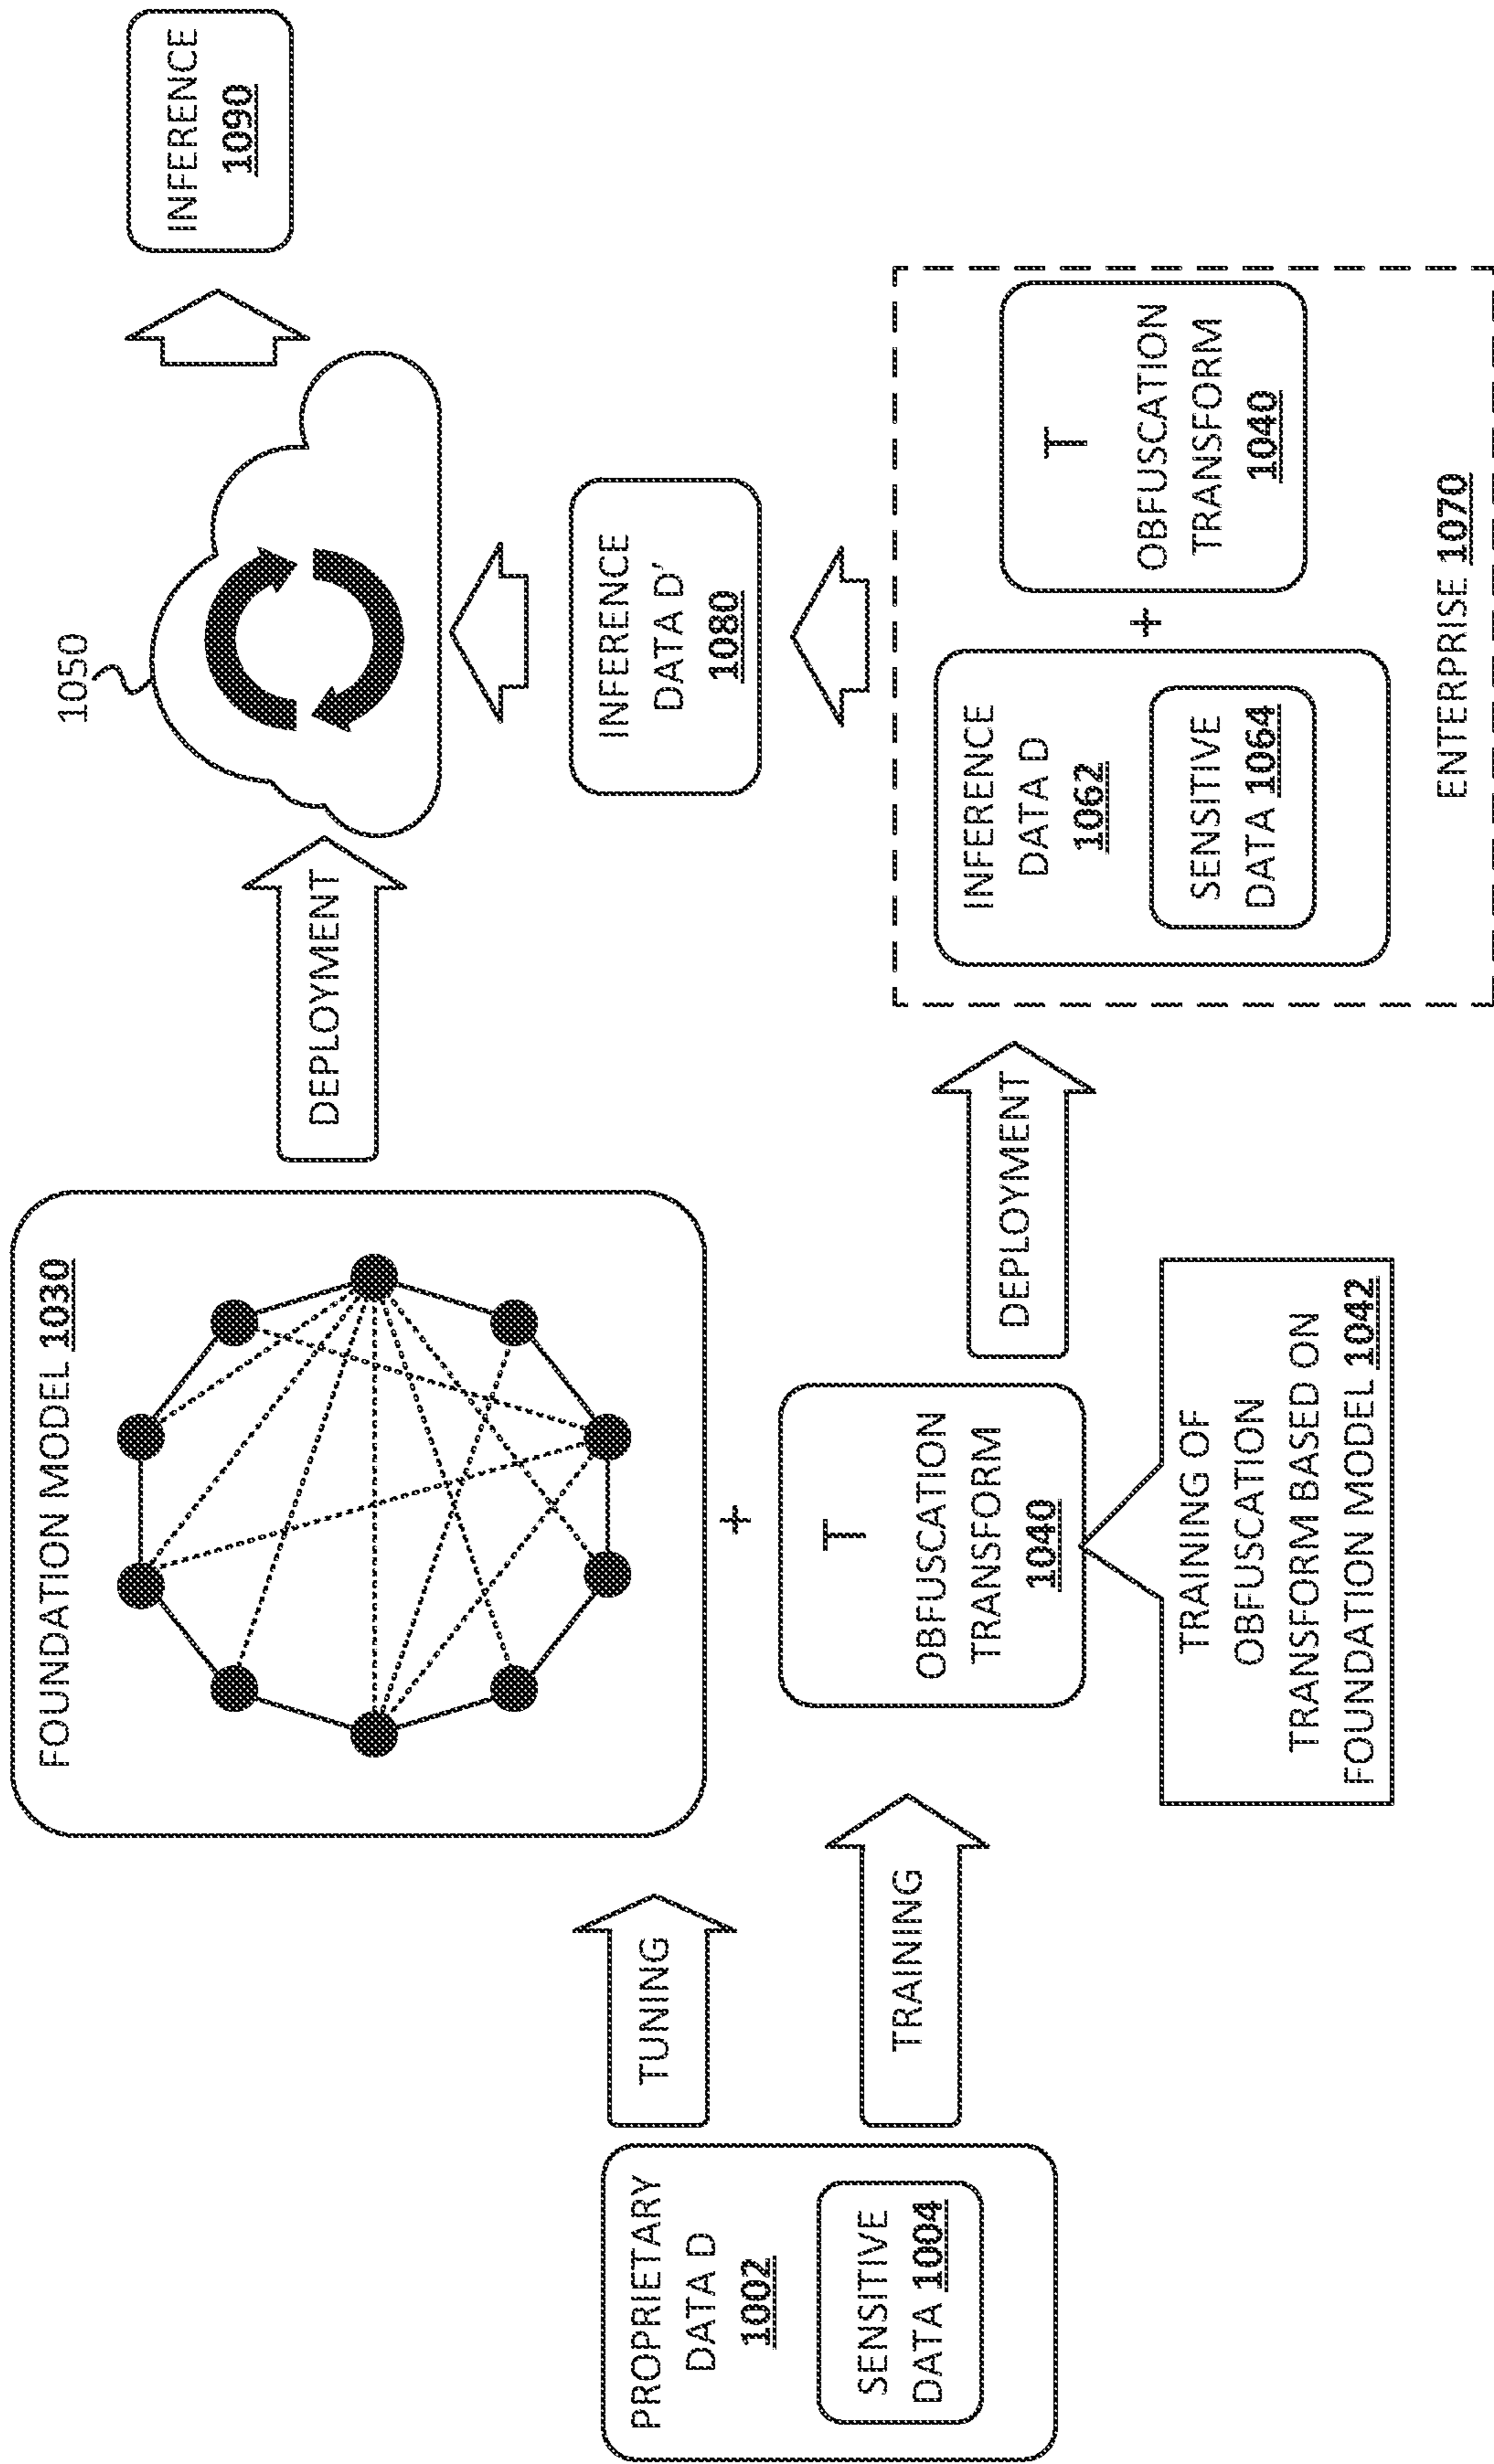 PROPRIETARY
DATA D
1002
SENSITIVE
DATA 1004
TUNING
TRAINING
FOUNDATION MODEL 1030
+
T
OBFUSCATION
TRANSFORM
1040
TRAINING OF
OBFUSCATION
TRANSFORM BASED ON
FOUNDATION MODEL 1042
DEPLOYMENT
DEPLOYMENT
1050
INFERENCE
DATA D'
1080
INFERENCE
DATA D
1062
SENSITIVE
DATA 1064
+
T
OBFUSCATION
TRANSFORM
1040
ENTERPRISE 1070
INFERENCE
1090